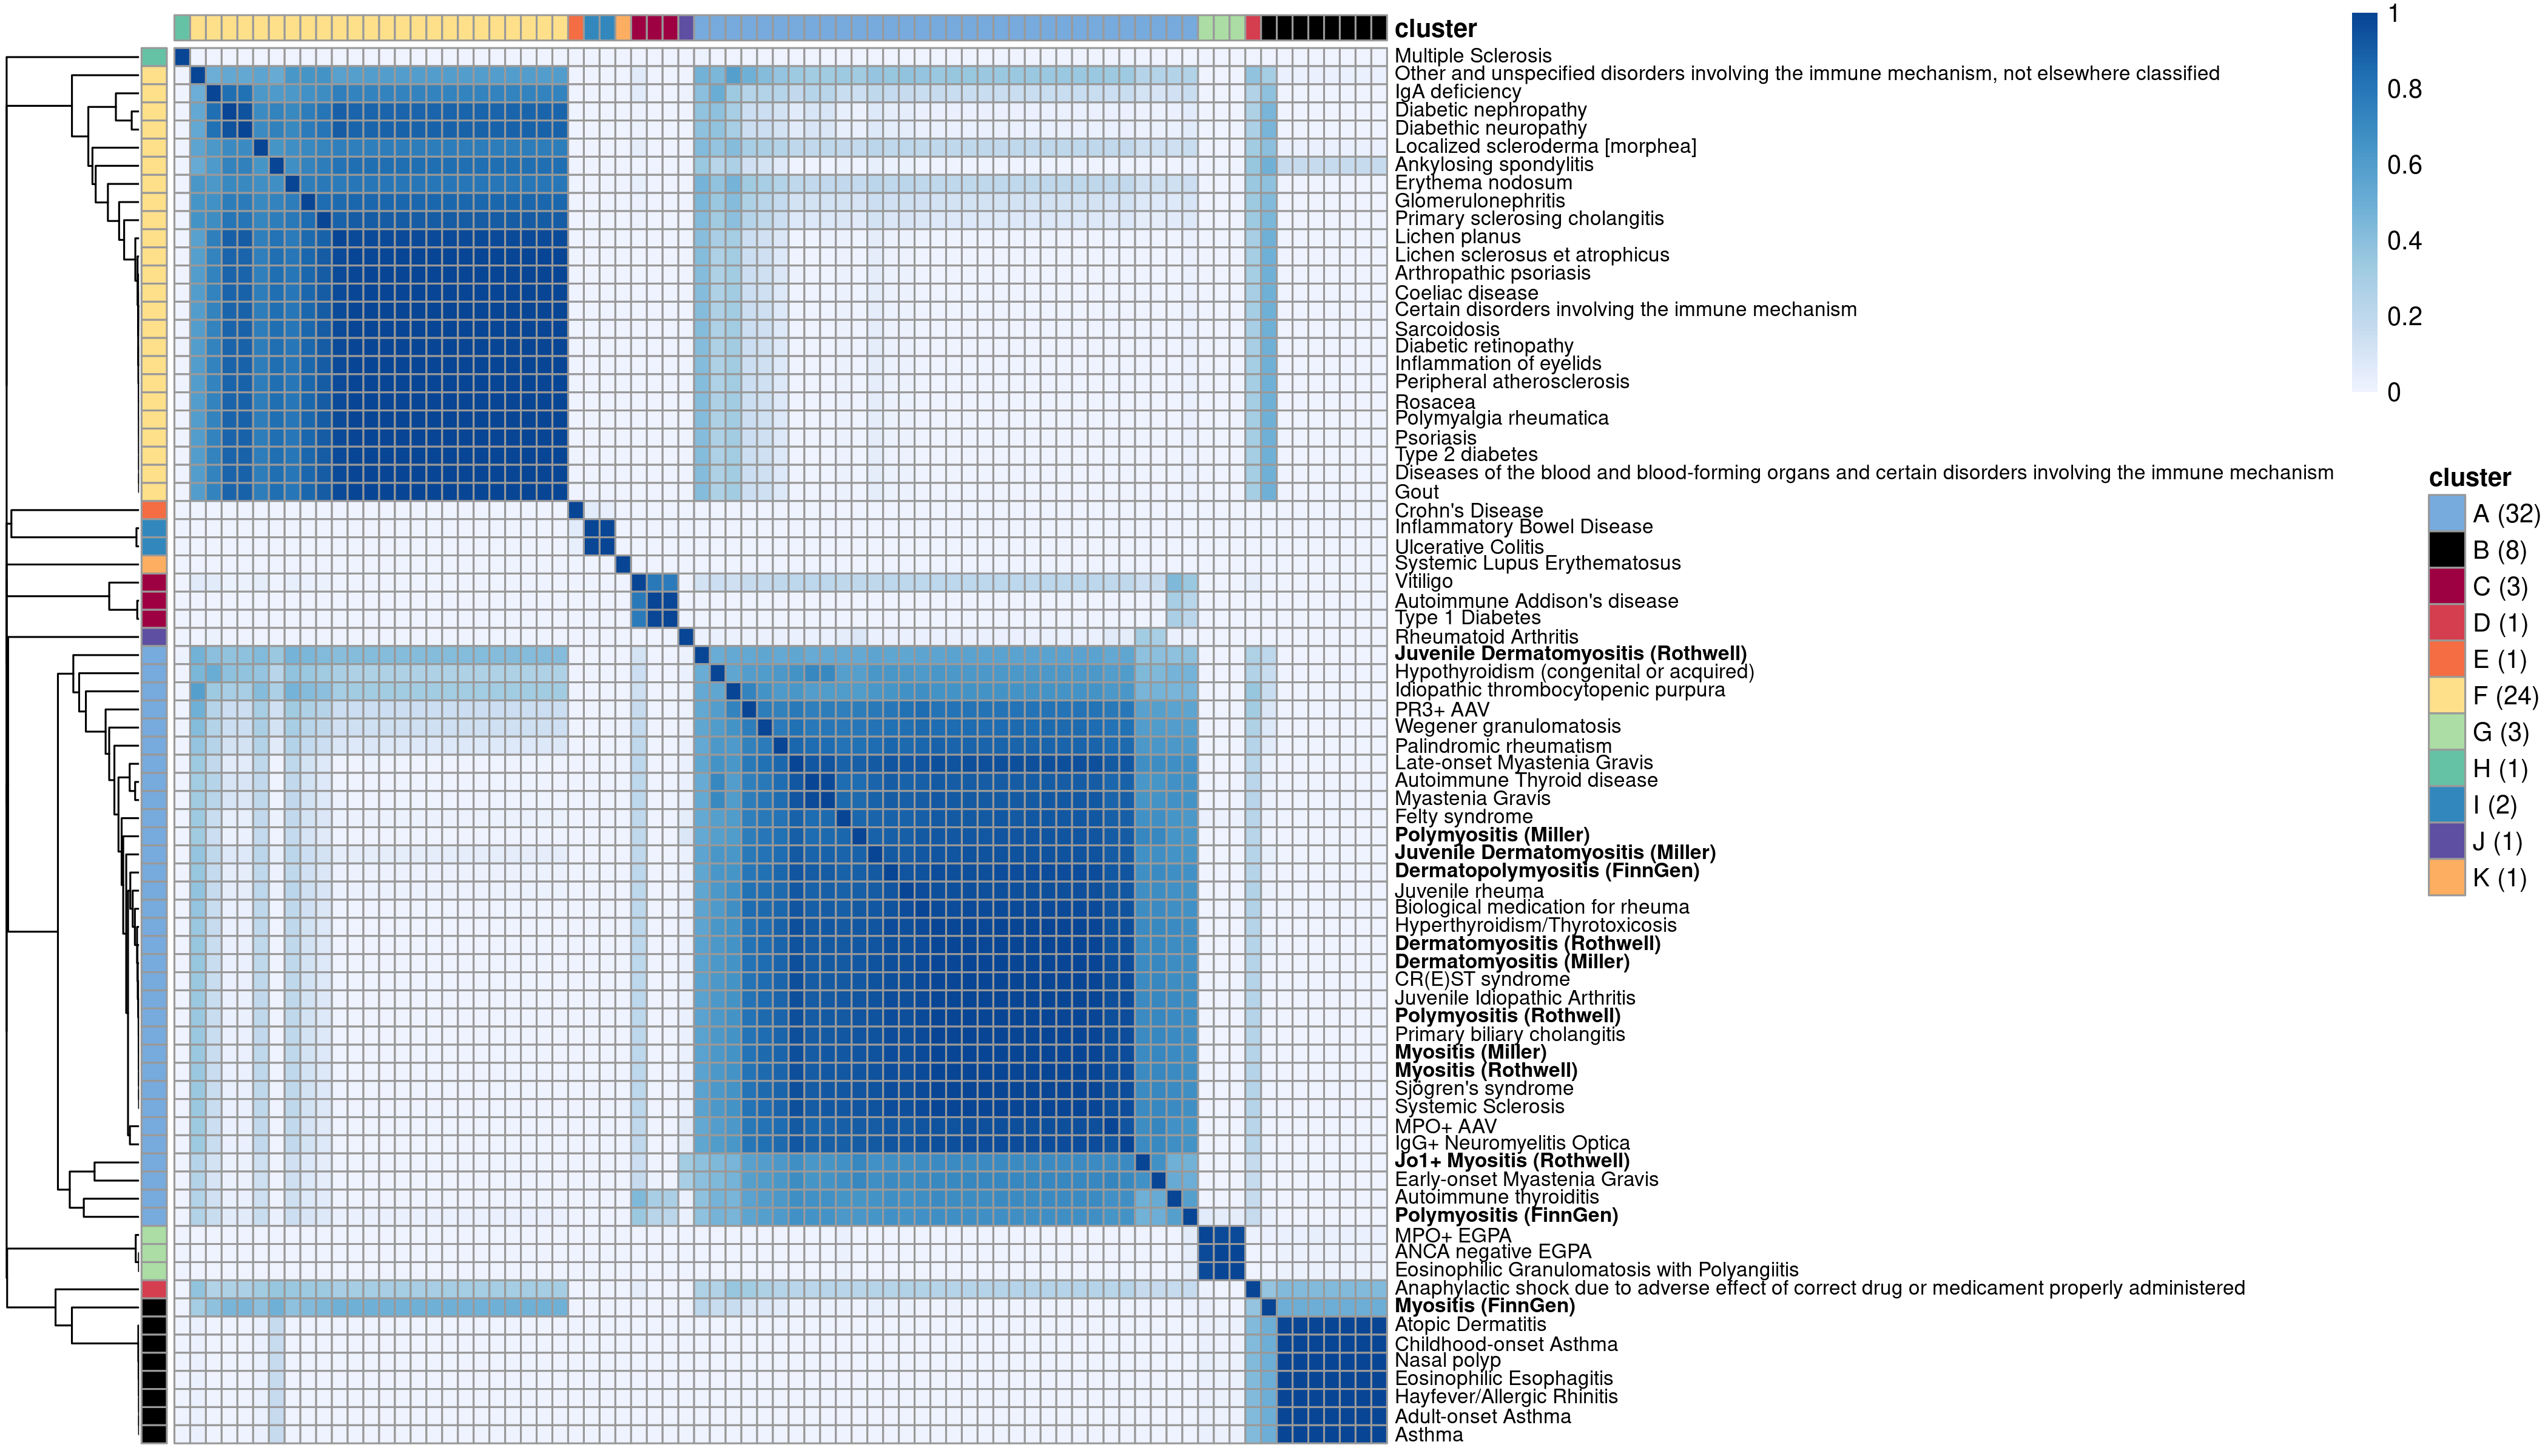 cluster
Multiple Sclerosis
Other and unspecified disorders involving the immune mechanism, not elsewhere classified
IgA deficiency
Diabetic nephropathy
Diabethic neuropathy
Localized scleroderma [morphea]
Ankylosing spondylitis
Erythema nodosum
Glomerulonephritis
Primary sclerosing cholangitis
Lichen planus
Lichen sclerosus et atrophicus
Arthropathic psoriasis
Coeliac disease
Certain disorders involving the immune mechanism
Sarcoidosis
Diabetic retinopathy
Inflammation of eyelids
Peripheral atherosclerosis
Rosacea
Polymyalgia rheumatica
Psoriasis
Type 2 diabetes
Diseases of the blood and blood-forming organs and certain disorders involving the immune mechanism
Gout
Crohn's Disease
Inflammatory Bowel Disease
Ulcerative Colitis
Systemic Lupus Erythematosus
Vitiligo
Autoimmune Addison's disease
Type 1 Diabetes
Rheumatoid Arthritis
Juvenile Dermatomyositis (Rothwell)
Hypothyroidism (congenital or acquired)
Idiopathic thrombocytopenic purpura
PR3+ AAV
Wegener granulomatosis
Palindromic rheumatism
Late-onset Myastenia Gravis
Autoimmune Thyroid disease
Myastenia Gravis
Felty syndrome
Polymyositis (Miller)
Juvenile Dermatomyositis (Miller)
Dermatopolymyositis (FinnGen)
Juvenile rheuma
Biological medication for rheuma
Hyperthyroidism/Thyrotoxicosis
Dermatomyositis (Rothwell)
Dermatomyositis (Miller)
CR(E)ST syndrome
Juvenile Idiopathic Arthritis
Polymyositis (Rothwell)
Primary biliary cholangitis
Myositis (Miller)
Myositis (Rothwell)
Sjögren's syndrome
Systemic Sclerosis
MPO+ AAV
IgG+ Neuromyelitis Optica
Jo1+ Myositis (Rothwell)
Early-onset Myastenia Gravis
Autoimmune thyroiditis
Polymyositis (FinnGen)
MPO+ EGPA
ANCA negative EGPA
Eosinophilic Granulomatosis with Polyangiitis
Anaphylactic shock due to adverse effect of correct drug or medicament properly administered
Myositis (FinnGen)
Atopic Dermatitis
Childhood-onset Asthma
Nasal polyp
Eosinophilic Esophagitis
Hayfever/Allergic Rhinitis
Adult-onset Asthma
Asthma
1
0.8
0.6
0.4
0.2
0
cluster
A (32)
B (8)
C (3)
D (1)
E (1)
F (24)
G (3)
H (1)
I (2)
J (1)
K (1)